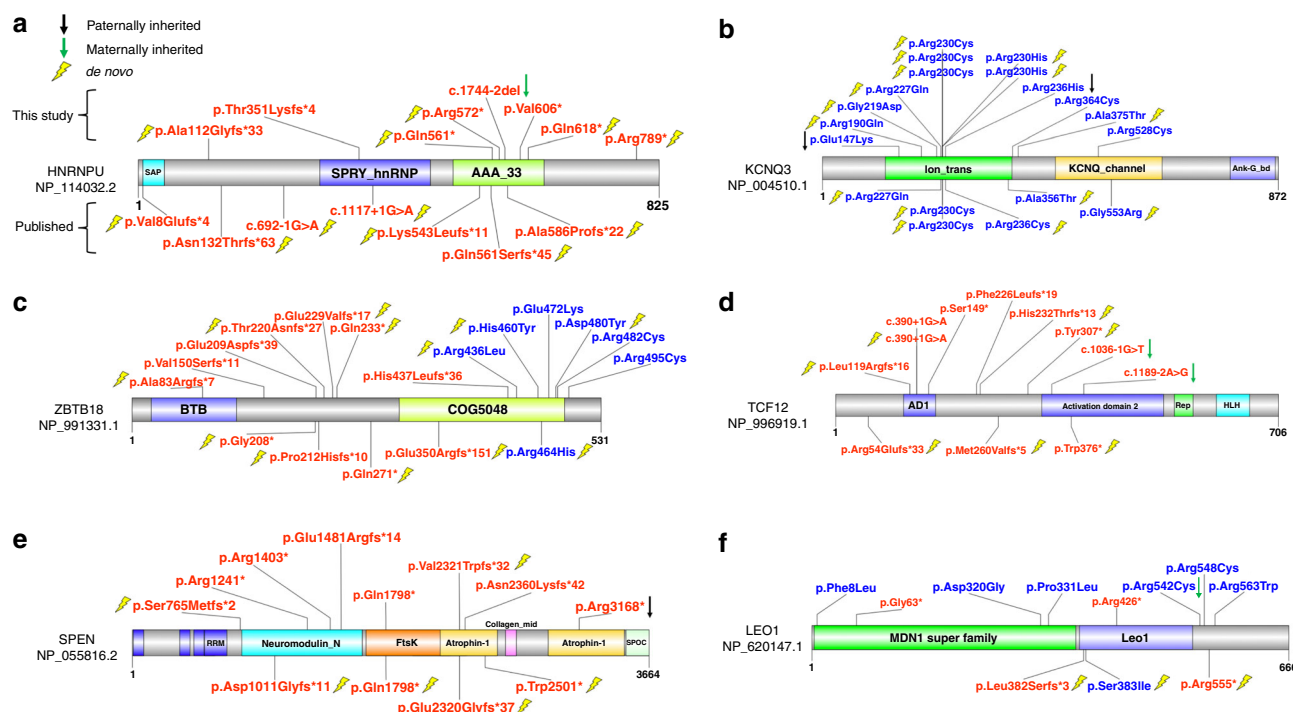 a
Paternally inherited
Maternally inherited
de novo
This study
c.1744-2del
p.Thr351Lysfs*4
p.Arg572*
p.Val606*
p.Ala112Glyfs*33
p.Gln561*
p.Gln618*
p.Arg789*
HNRNPU
NP_114032.2
SAP
SPRY_hnRNP
AAA_33
1
825
Published
p.Val8Glufs*4
c.692-1G>A
c.1117+1G>A
p.Asn132Thrfs*63
p.Lys543Leufs*11
p.Ala586Profs*22
p.Gln561Serfs*45
b
p.Arg230Cys
p.Arg230Cys
p.Arg230His
p.Arg230Cys
p.Arg230His
p.Arg227Gln
p.Arg236His
p.Gly219Asp
p.Arg364Cys
p.Arg190Gln
p.Ala375Thr
p.Glu147Lys
p.Arg528Cys
KCNQ3
NP_004510.1
Ion_trans
KCNQ_channel
Ank-G_bd
1
872
p.Arg227Gln
p.Ala356Thr
p.Arg230Cys
p.Gly553Arg
p.Arg230Cys
p.Arg236Cys
c
p.Glu229Valfs*17
p.Glu472Lys
p.Thr220Asnfs*27
p.Gln233*
p.His460Tyr
p.Asp480Tyr
p.Glu209Aspfs*39
p.Arg482Cys
p.Val150Serfs*11
p.Arg436Leu
p.Arg495Cys
p.Ala83Argfs*7
p.His437Leufs*36
ZBTB18
NP_991331.1
BTB
COG5048
1
531
p.Gly208*
p.Pro212Hisfs*10
p.Glu350Argfs*151
p.Arg464His
p.Gln271*
d
p.Phe226Leufs*19
p.Ser149*
p.His232Thrfs*13
c.390+1G>A
p.Tyr307*
c.390+1G>A
c.1036-1G>T
p.Leu119Argfs*16
c.1189-2A>G
TCF12
NP_996919.1
AD1
Activation domain 2
Rep
HLH
1
706
p.Arg54Glufs*33
p.Met260Valfs*5
p.Trp376*
e
p.Glu1481Argfs*14
p.Arg1403*
p.Val2321Trpfs*32
p.Arg1241*
p.Gln1798*
p.Asn2360Lysfs*42
p.Ser765Metfs*2
p.Arg3168*
Collagen_mid
SPEN
NP_055816.2
RRM
Neuromodulin_N
FtsK
Atrophin-1
Atrophin-1
SPOC
1
3664
p.Asp1011Glyfs*11
p.Gln1798*
p.Trp2501*
p.Glu2320Glyfs*37
f
p.Arg548Cys
p.Phe8Leu
p.Asp320Gly
p.Pro331Leu
p.Arg542Cys
p.Arg563Trp
p.Gly63*
p.Arg426*
LEO1
NP_620147.1
MDN1 super family
Leo1
1
p.Leu382Serfs*3
p.Ser383Ile
p.Arg555*